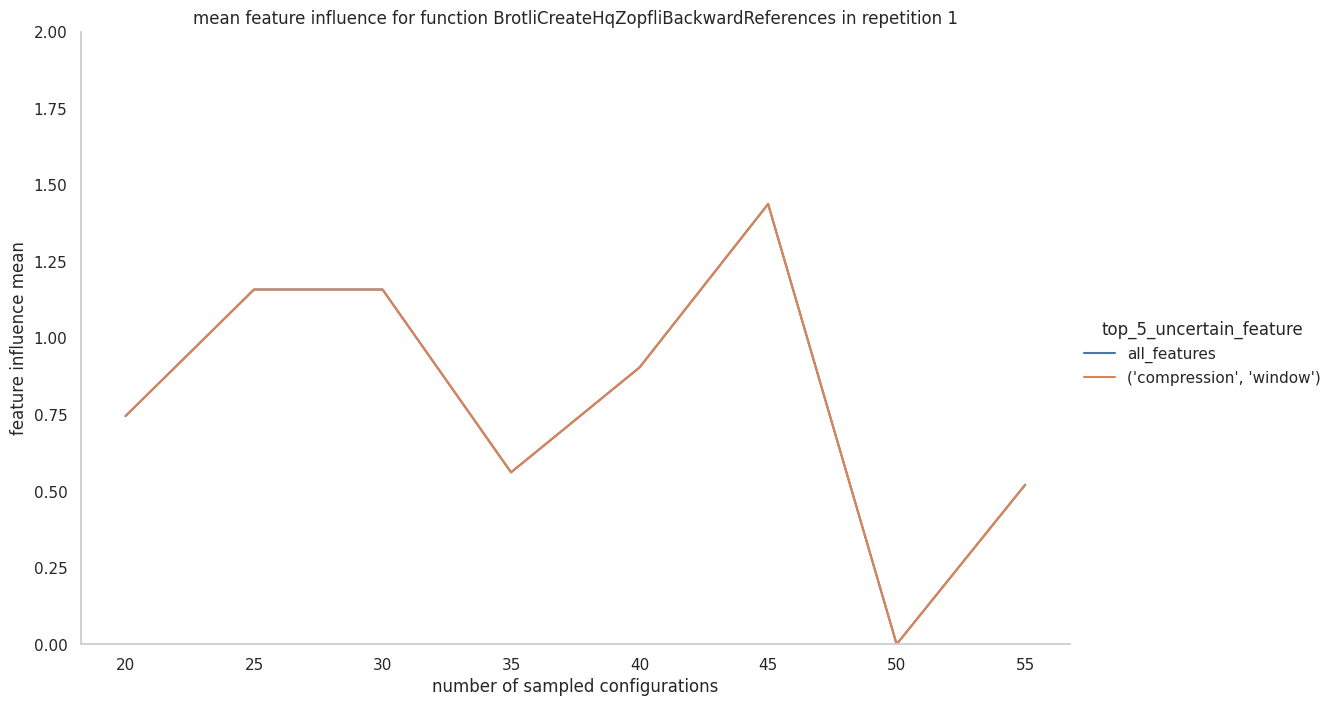 mean feature influence for function BrotliCreateHqZopfliBackwardReferences in repetition 1
2.00
1.75
1.50
1.25
1.00
0.75
0.50
0.25
0.00
feature influence mean
20 25 30 35 40 45 50 55
number of sampled configurations
top_5_uncertain_feature
all_features
('compression', 'window')